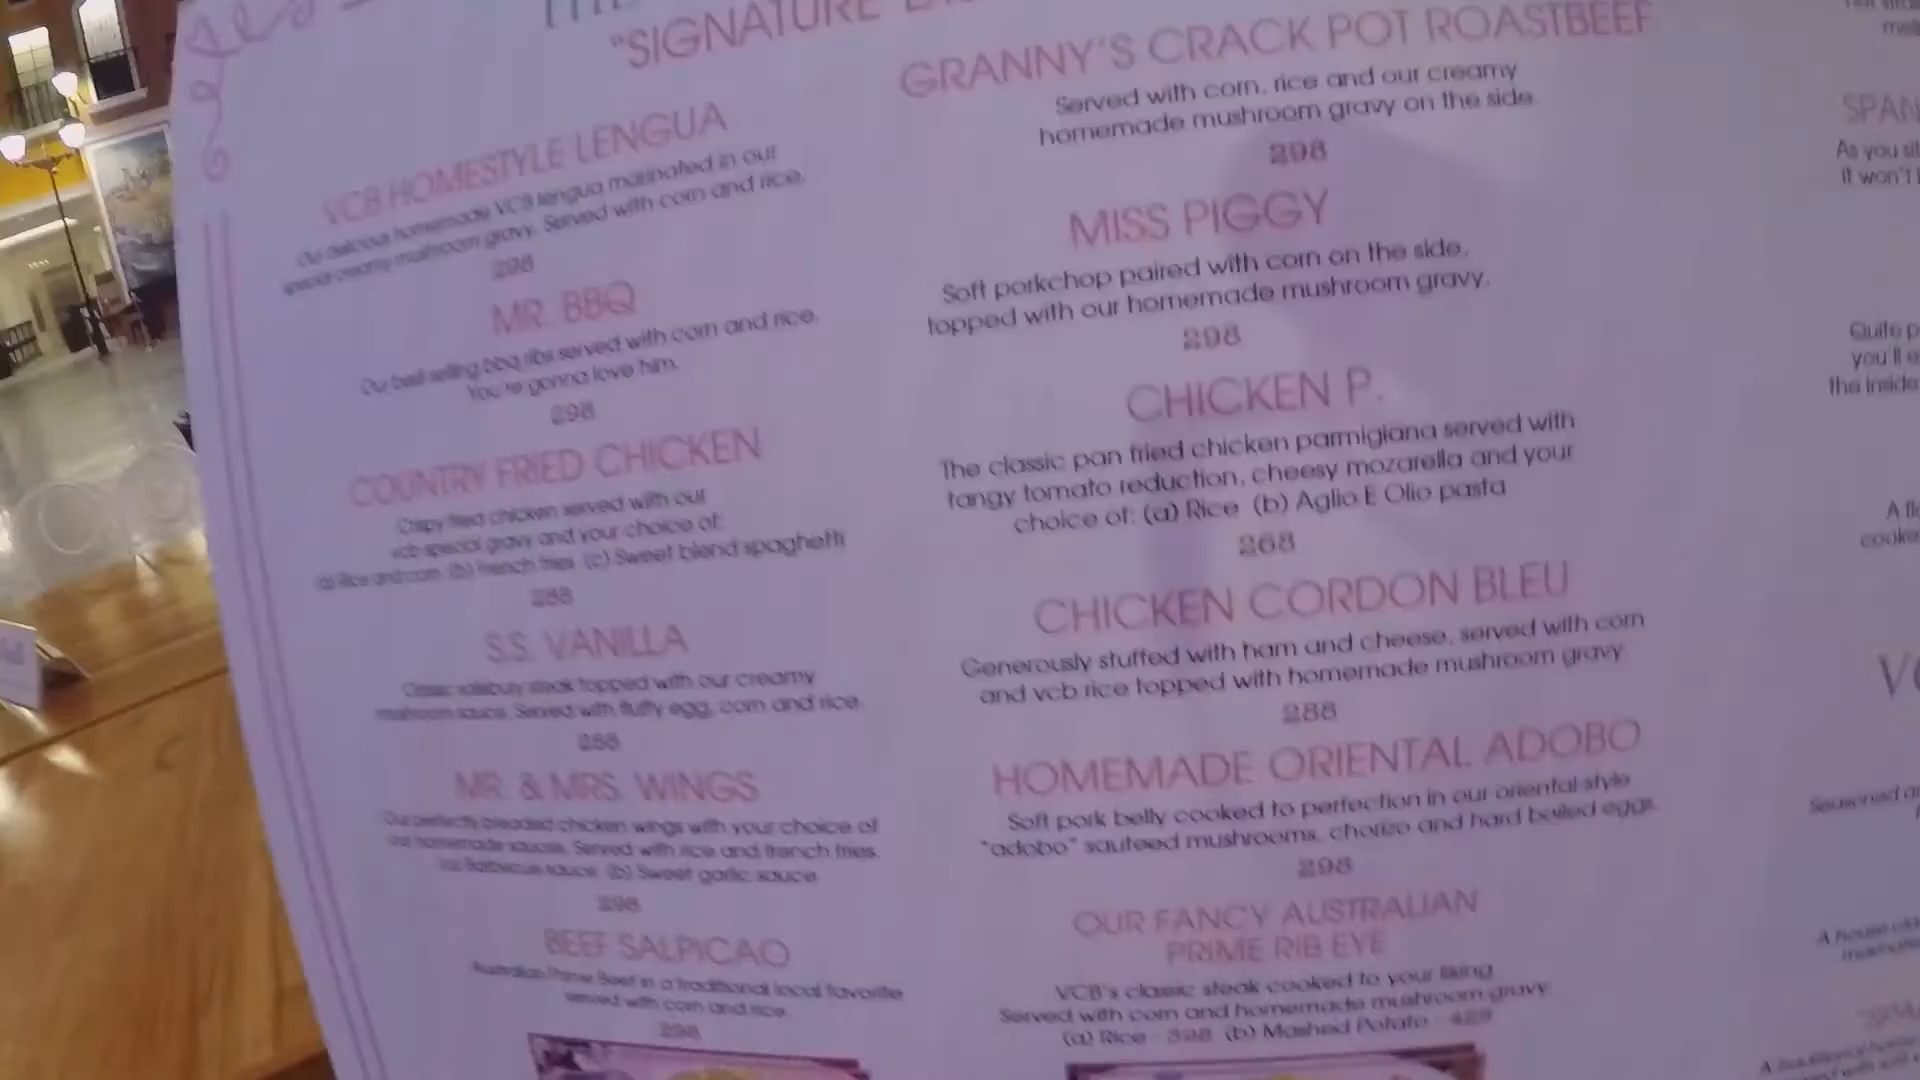 "SIGNATURE
VCB HOMESTYLE LENGUA
Our delicious homemade VCB lengua marinated in our
special creamy mushroom gravy. Served with corn and rice.
298
MR. BBQ
Our best selling bbq ribs served with corn and rice.
You're gonna love him.
298
COUNTRY FRIED CHICKEN
Crispy fried chicken served with our
vcb special gravy and your choice of:
(a) Rice and corn (b) French fries (c) Sweet blend spaghetti
288
S.S. VANILLA
Classic salisbury steak topped with our creamy
mushroom sauce. Served with fluffy egg, corn and rice.
288
MR. & MRS. WINGS
Our perfectly breaded chicken wings with your choice of
our homemade sauces. Served with rice and french fries.
(a) Barbecue sauce (b) Sweet garlic sauce
298
BEEF SALPICAO
Australian Prime Beef in a traditional local favorite
served with corn and rice.
298
GRANNY'S CRACK POT ROASTBEEF
Served with corn, rice and our creamy
homemade mushroom gravy on the side.
298
MISS PIGGY
Soft porkchop paired with corn on the side,
topped with our homemade mushroom gravy.
298
CHICKEN P.
The classic pan fried chicken parmigiana served with
tangy tomato reduction, cheesy mozarella and your
choice of: (a) Rice (b) Aglio E Olio pasta
268
CHICKEN CORDON BLEU
Generously stuffed with ham and cheese, served with corn
and vcb rice topped with homemade mushroom gravy
288
HOMEMADE ORIENTAL ADOBO
Soft pork belly cooked to perfection in our oriental style
"adobo" sauteed mushrooms, chorizo and hard boiled eggs.
298
OUR FANCY AUSTRALIAN
PRIME RIB EYE
VCB's classic steak cooked to your liking
Served with corn and homemade mushroom gravy
(a) Rice - 398 (b) Mashed Potato -
As you
it won't
you'll
the inside
Seasoned
A house